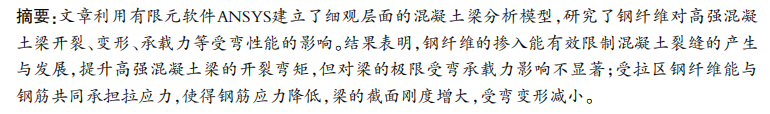 摘要:文章利用有限元软件ANSYS建立了细观层面的混凝土梁分析模型,研究了钢纤维对高强混凝
土梁开裂、变形、承载力等受弯性能的影响。结果表明,钢纤维的掺入能有效限制混凝土裂缝的产生
与发展,提升高强混凝土梁的开裂弯矩,但对梁的极限受弯承载力影响不显著;受拉区钢纤维能与
钢筋共同承担拉应力,使得钢筋应力降低,梁的截面刚度增大,受弯变形减小。